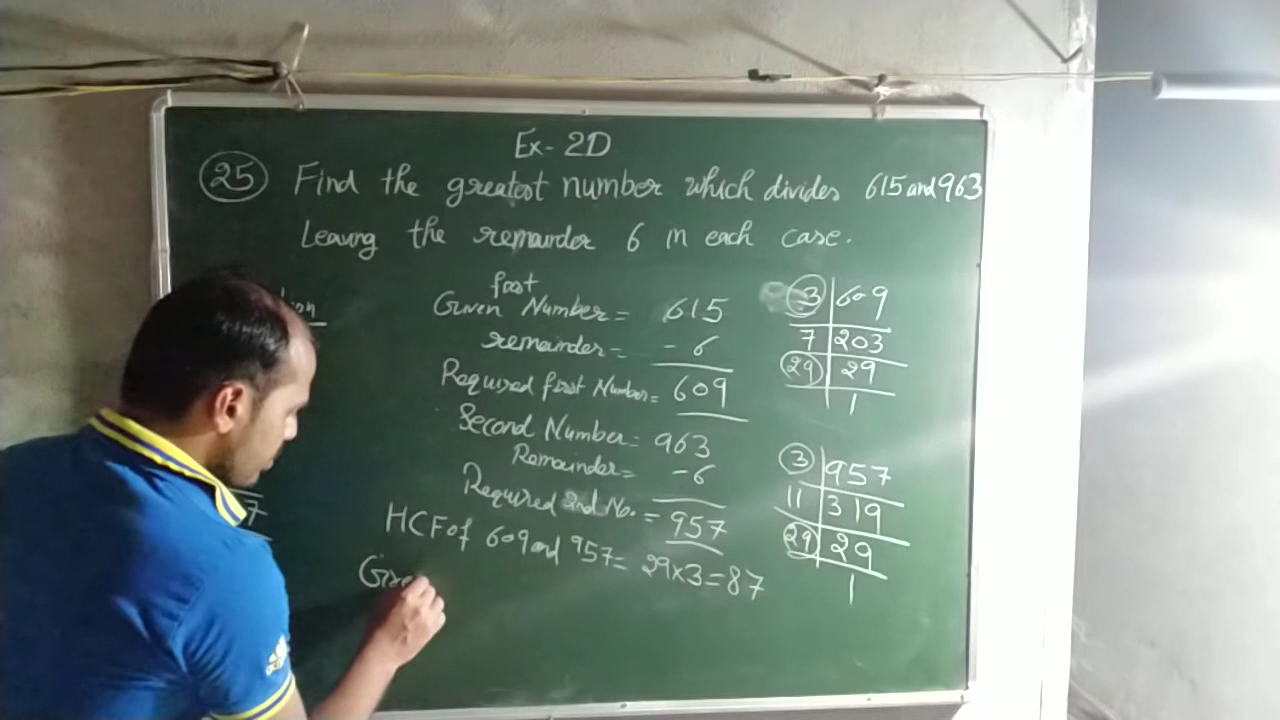 Ex- 2D
25 Find the greatest number which divides 615 and 963
Leaving the remainder 6 in each case.
first
Given Number = 615
remainder = - 6
Required first Number = 609
Second Number = 963
Remainder = -6
Required 2nd No. = 957
HCF of 609 and 957 = 29×3 = 87
3 | 609
7 | 203
29 | 29
1
3 | 957
11 | 319
29 | 29
1
7